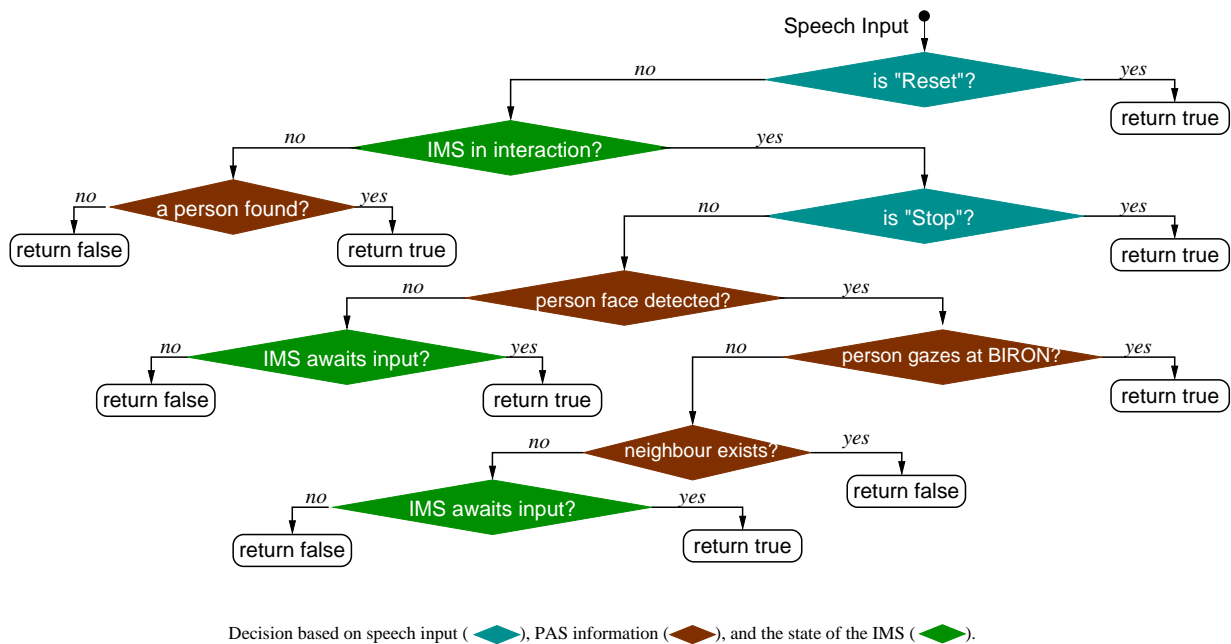 Speech Input
is "Reset"?
no
yes
return true
IMS in interaction?
no
yes
a person found?
no
yes
return false
return true
is "Stop"?
no
yes
return true
person face detected?
no
yes
IMS awaits input?
no
yes
return false
return true
person gazes at BIRON?
no
yes
return true
neighbour exists?
no
yes
return false
IMS awaits input?
no
yes
return false
return true
Decision based on speech input ( ), PAS information ( ), and the state of the IMS ( ).